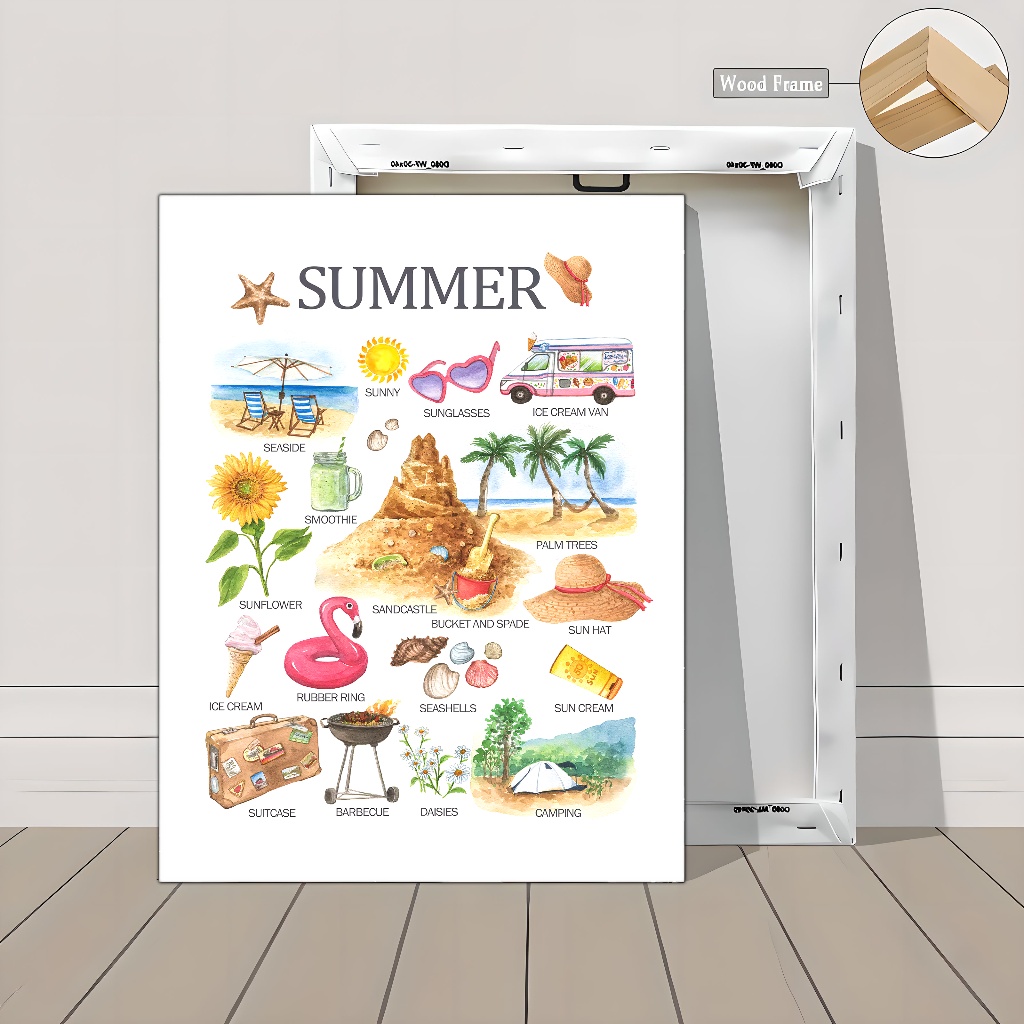 Wood Frame
SUMMER
SUNNY
SUNGLASSES
ICE CREAM VAN
SEASIDE
SMOOTHIE
PALM TREES
SUNFLOWER
SANDCASTLE
BUCKET AND SPADE
SUN HAT
ICE CREAM
RUBBER RING
SEASHELLS
SUN CREAM
SUITCASE
BARBECUE
DAISIES
CAMPING